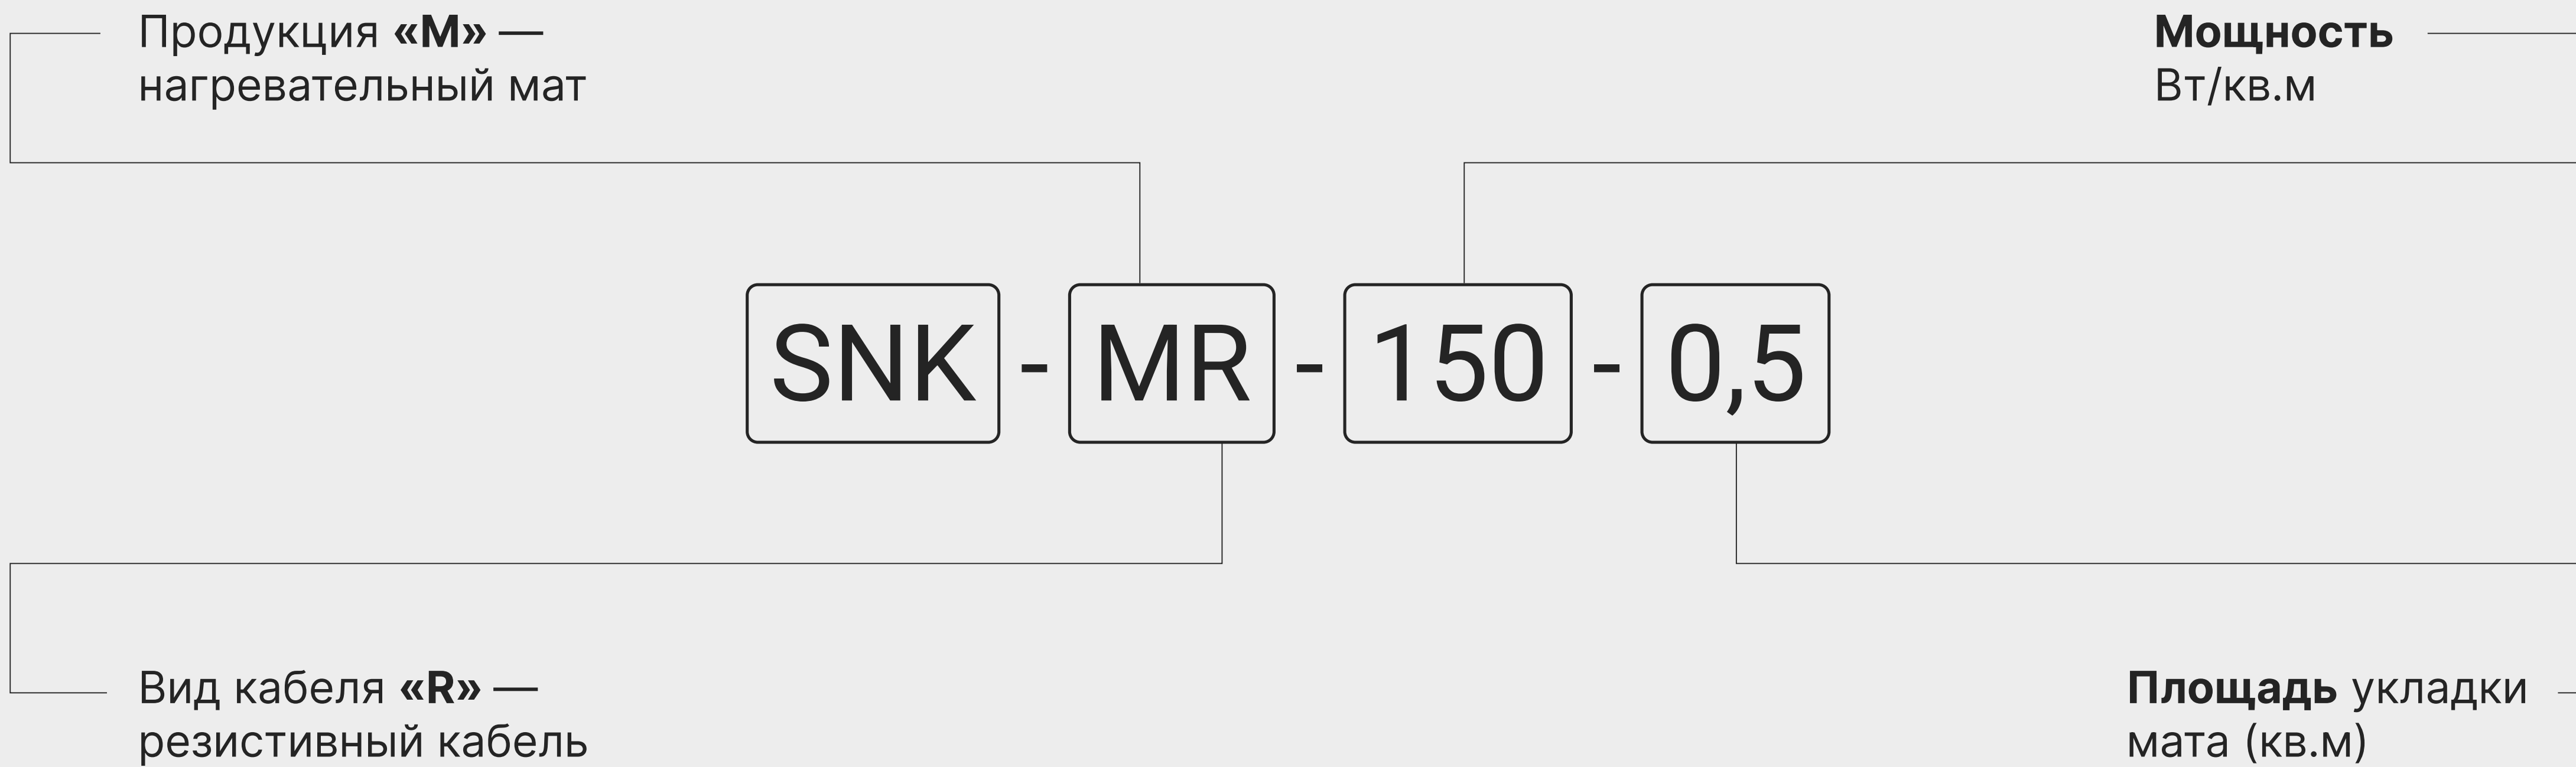 Продукция «М» —
нагревательный мат
Мощность
Вт/кв.м
SNK - MR - 150 - 0,5
Вид кабеля «R» —
резистивный кабель
Площадь укладки
мата (кв.м)